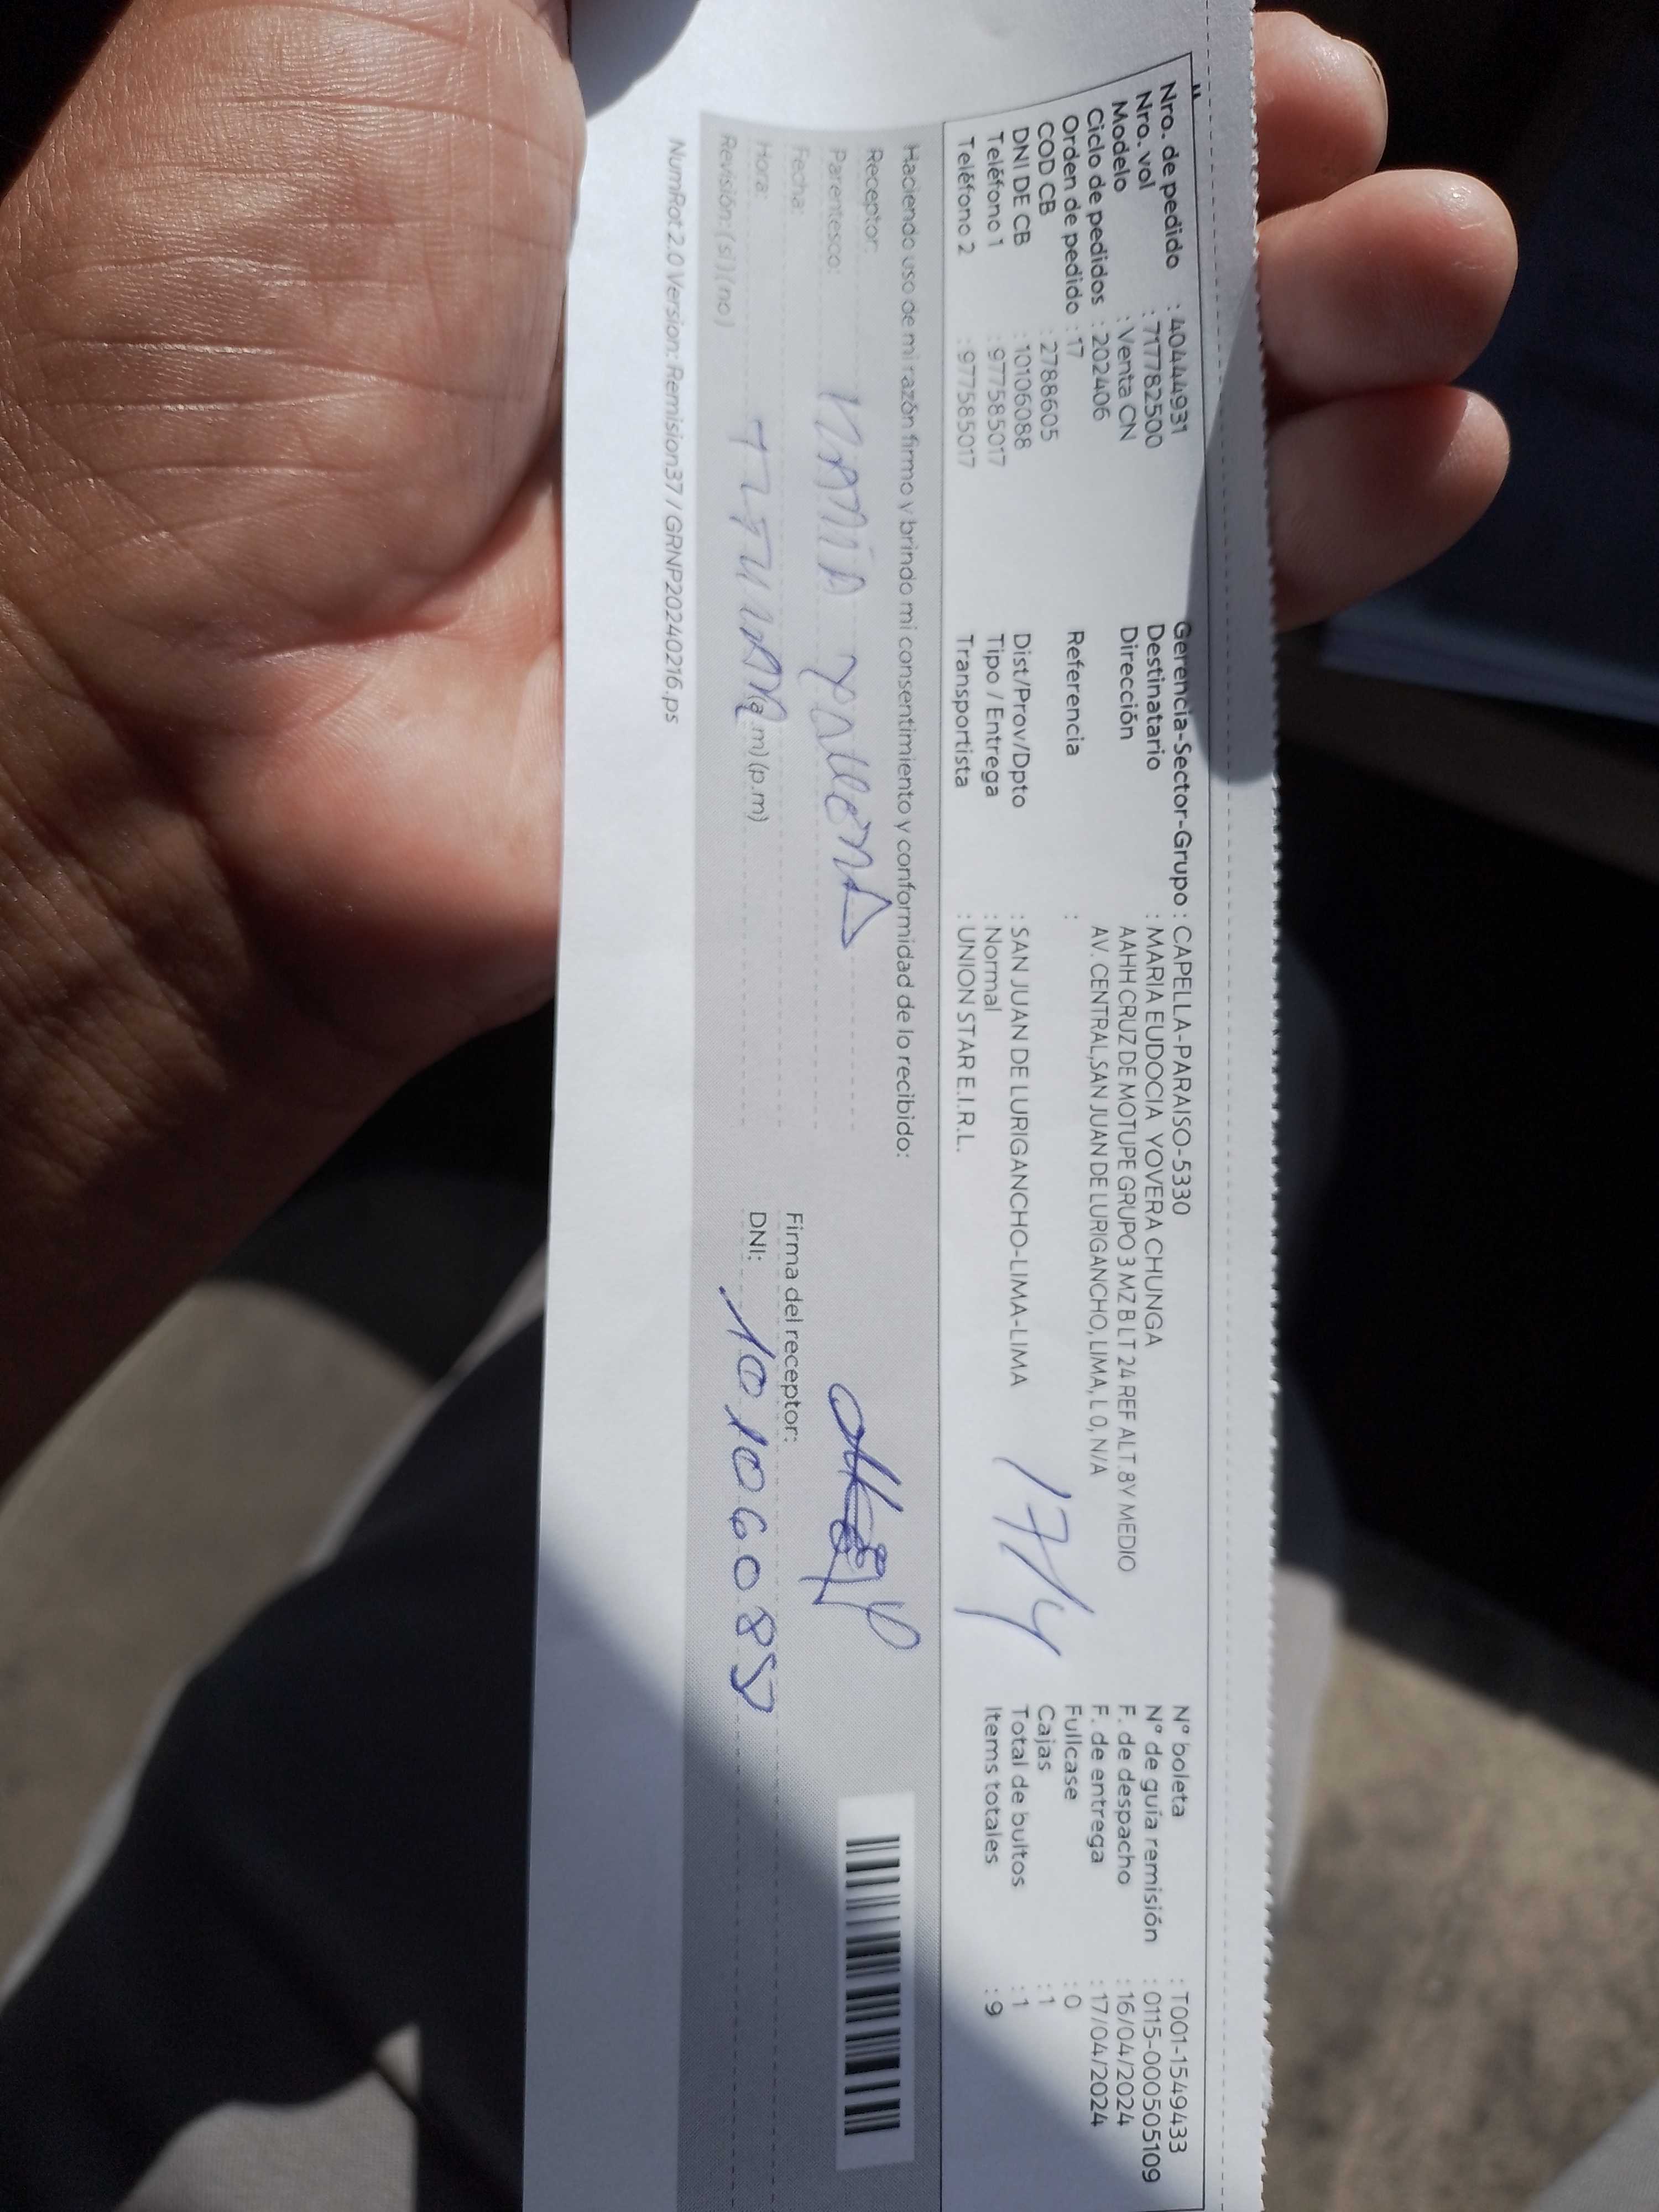 Nro. de pedido : 40444931
Nro. vol : 717782500
Modelo : Venta CN
Ciclo de pedidos : 202406
Orden de pedido : 17
COD CB : 2788605
DNI DE CB : 10106088
Teléfono 1 : 977585017
Teléfono 2 : 977585017
Gerencia-Sector-Grupo : CAPELLA-PARAISO-5330
Destinatario : MARIA EUDOCIA YOVERA CHUNGA
Dirección AAHH CRUZ DE MOTUPE GRUPO 3 MZ B LT 24 REF ALT. 8V MEDIO
AV. CENTRAL,SAN JUAN DE LURIGANCHO, LIMA, L 0, N/A
Referencia :
Dist/Prov/Dpto : SAN JUAN DE LURIGANCHO-LIMA-LIMA
Tipo / Entrega : Normal
Transportista : UNION STAR E.I.R.L.
17/4
N° boleta : T001-1549433
N° de guía remisión : 0115-000505109
F. de despacho : 16/04/2024
F. de entrega : 17/04/2024
Fullcase : 0
Cajas : 1
Total de bultos : 1
Items totales : 9
Haciendo uso de mi razón firmo y brindo mi consentimiento y conformidad de lo recibido:
Receptor:
Parentesco: MARIA Yovera
Fecha:
Hora: a.m) (p.m)
Revisión: ( si ) ( no )
Firma del receptor:
DNI: 10106088
NumRot 2.0 Version: Remision37 / GRNP20240216.ps